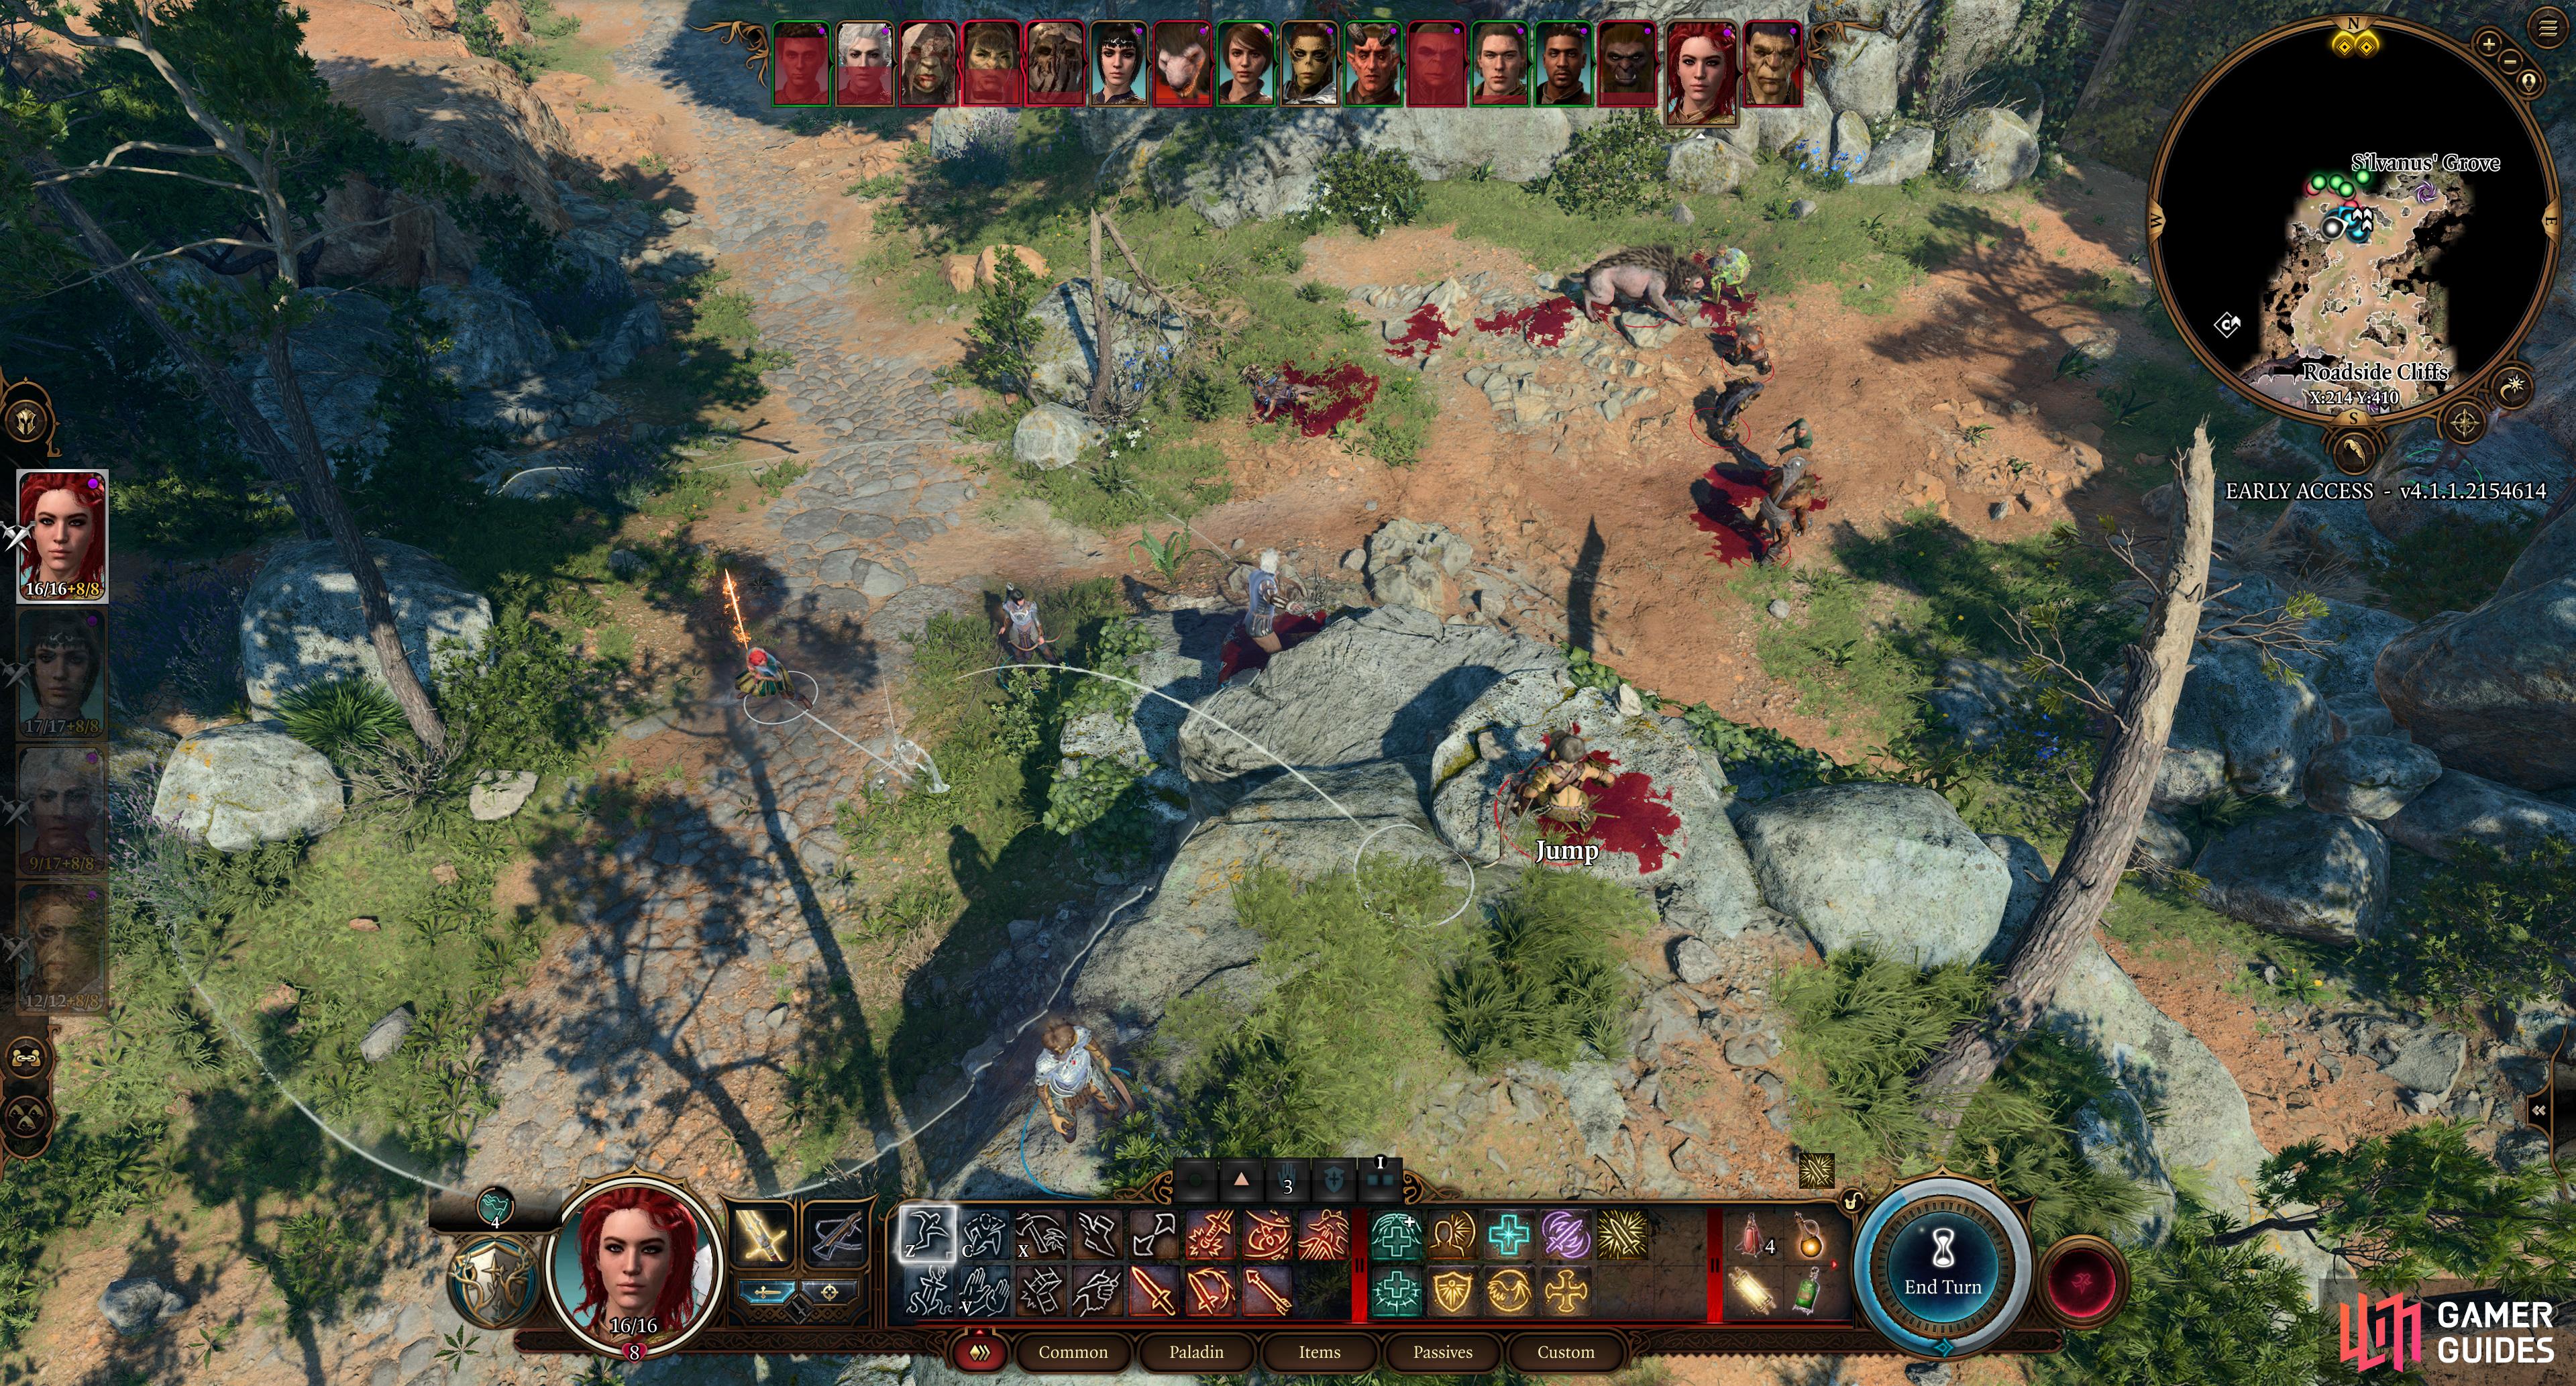 N
Silvanus' Grove
W
E
Roadside Cliffs
X:214 Y:410
S
EARLY ACCESS - v4.1.1.2154614
16/16+8/8
17/17+8/8
9/17+8/8
12/12+8/8
Jump
I
3
4
Z
C
X
4
V
End Turn
16/16
8
Common
Paladin
Items
Passives
Custom
GAMER
GUIDES